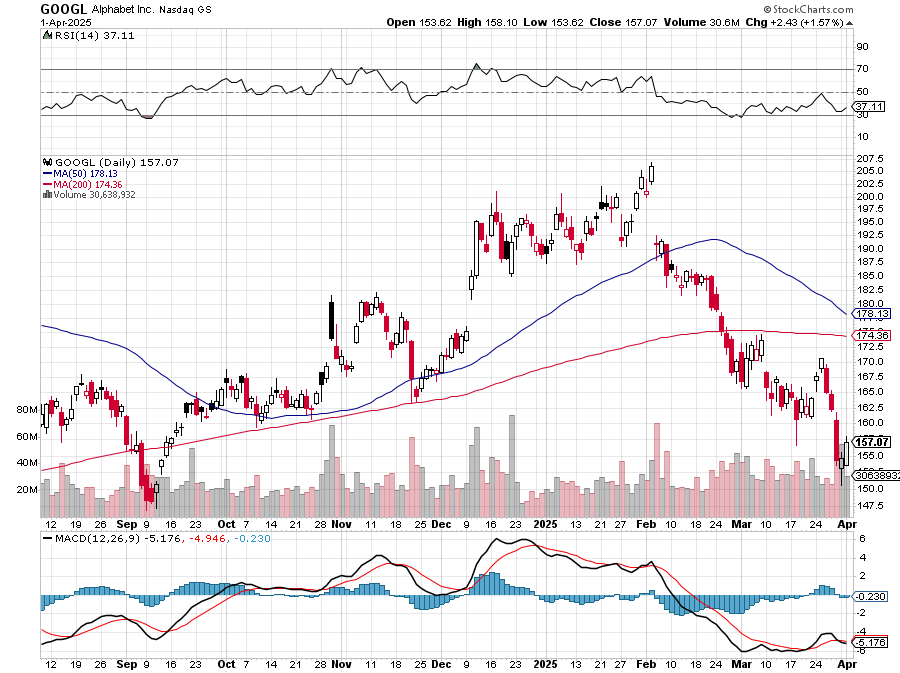 GOOGL Alphabet Inc. Nasdaq GS
© StockCharts.com
1-Apr-2025
Open 153.62 High 158.10 Low 153.62 Close 157.07 Volume 30.6M Chg +2.43 (+1.57%)
RSI(14) 37.11
90
70
50
37.11
30
10
GOOGL (Daily) 157.07
MA(50) 178.13
MA(200) 174.36
Volume 30,638,932
207.5
205.0
202.5
200.0
197.5
195.0
192.5
190.0
187.5
185.0
182.5
180.0
178.13
174.36
172.5
170.0
167.5
165.0
162.5
160.0
157.07
155.0
30638932
150.0
147.5
80M
60M
40M
20M
12 19 26 Sep 9 16 23 Oct 7 14 21 28 Nov 11 18 25 Dec 9 16 23 2025 13 21 27 Feb 10 18 24 Mar 10 17 24 Apr
MACD(12,26,9) -5.176, -4.946, -0.230
6
4
2
-0.230
-2
-4
-5.176
-6
12 19 26 Sep 9 16 23 Oct 7 14 21 28 Nov 11 18 25 Dec 9 16 23 2025 13 21 27 Feb 10 18 24 Mar 10 17 24 Apr